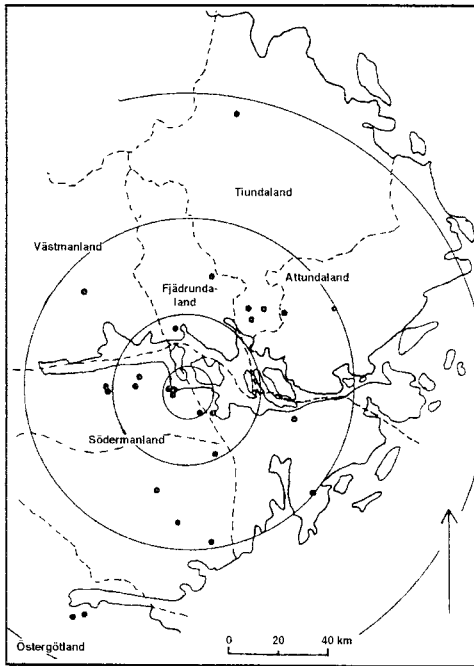 Tiundaland
Västmanland
Attundaland
Fjädrunda-
land
Södermanland
Östergötland
0 20 40 km